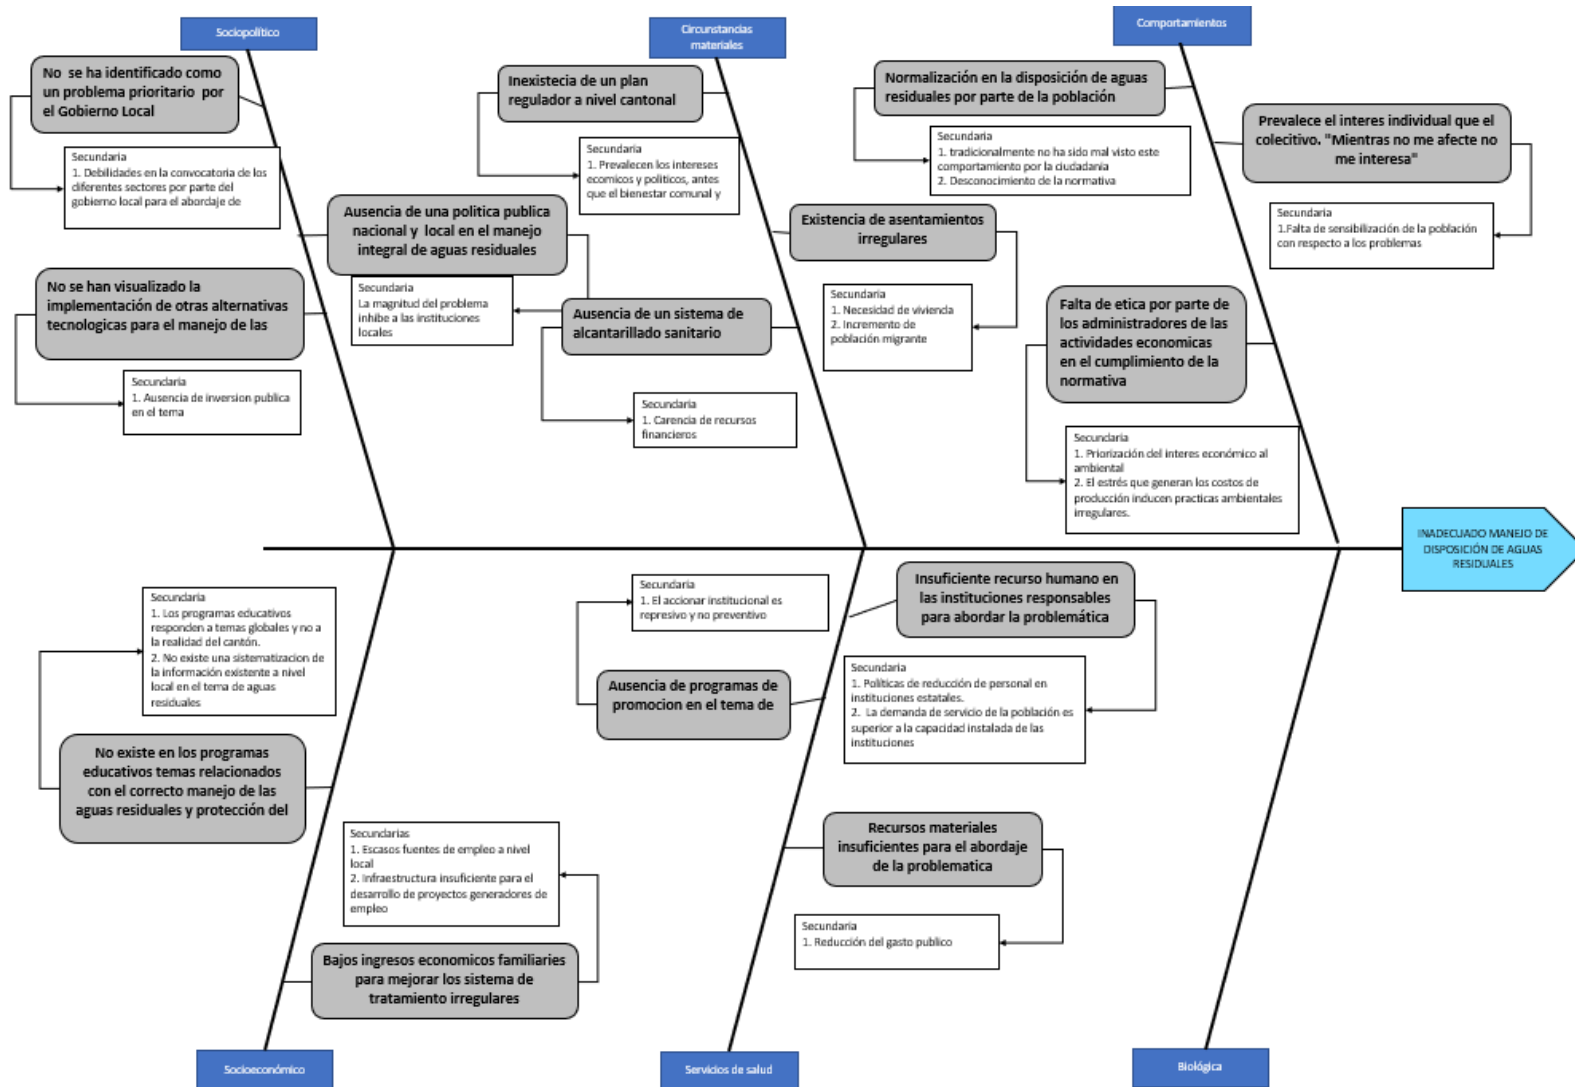 Sociopolítico
Circunstancias
materiales
Comportamientos
No se ha identificado como
un problema prioritario por
el Gobierno Local
Secundaria
1. Debilidades en la convocatoria de los
diferentes sectores por parte del
gobierno local para el abordaje de
Ausencia de una politica publica
nacional y local en el manejo
integral de aguas residuales
Secundaria
La magnitud del problema
inhibe a las instituciones
locales
No se han visualizado la
implementación de otras alternativas
tecnologicas para el manejo de las
Secundaria
1. Ausencia de inversion publica
en el tema
Inexistecia de un plan
regulador a nivel cantonal
Secundaria
1. Prevalecen los intereses
ecomicos y politicos, antes
que el bienestar comunal y
Existencia de asentamientos
irregulares
Secundaria
1. Necesidad de vivienda
2. Incremento de
población migrante
Ausencia de un sistema de
alcantarillado sanitario
Secundaria
1. Carencia de recursos
financieros
Normalización en la disposición de aguas
residuales por parte de la población
Secundaria
1. tradicionalmente no ha sido mal visto este
comportamiento por la ciudadania
2. Desconocimiento de la normativa
Prevalece el interes individual que el
colectivo. "Mientras no me afecte no
me interesa"
Secundaria
1.Falta de sensibilización de la población
con respecto a los problemas
Falta de etica por parte de
los administradores de las
actividades economicas
en el cumplimiento de la
normativa
Secundaria
1. Priorización del interes económico al
ambiental
2. El estrés que generan los costos de
producción inducen practicas ambientales
irregulares.
INADECUADO MANEJO DE
DISPOSICIÓN DE AGUAS
RESIDUALES
Secundaria
1. Los programas educativos
responden a temas globales y no a
la realidad del cantón.
2. No existe una sistematizacion de
la información existente a nivel
local en el tema de aguas
residuales
No existe en los programas
educativos temas relacionados
con el correcto manejo de las
aguas residuales y protección del
Secundarias
1. Escasos fuentes de empleo a nivel
local
2. Infraestructura insuficiente para el
desarrollo de proyectos generadores de
empleo
Bajos ingresos economicos familiaries
para mejorar los sistema de
tratamiento irregulares
Secundaria
1. El accionar institucional es
represivo y no preventivo
Ausencia de programas de
promocion en el tema de
Insuficiente recurso humano en
las instituciones responsables
para abordar la problemática
Secundaria
1. Políticas de reducción de personal en
instituciones estatales.
2. La demanda de servicio de la población es
superior a la capacidad instalada de las
instituciones
Recursos materiales
insuficientes para el abordaje
de la problematica
Secundaria
1. Reducción del gasto publico
Socioeconómico
Servicios de salud
Biológica